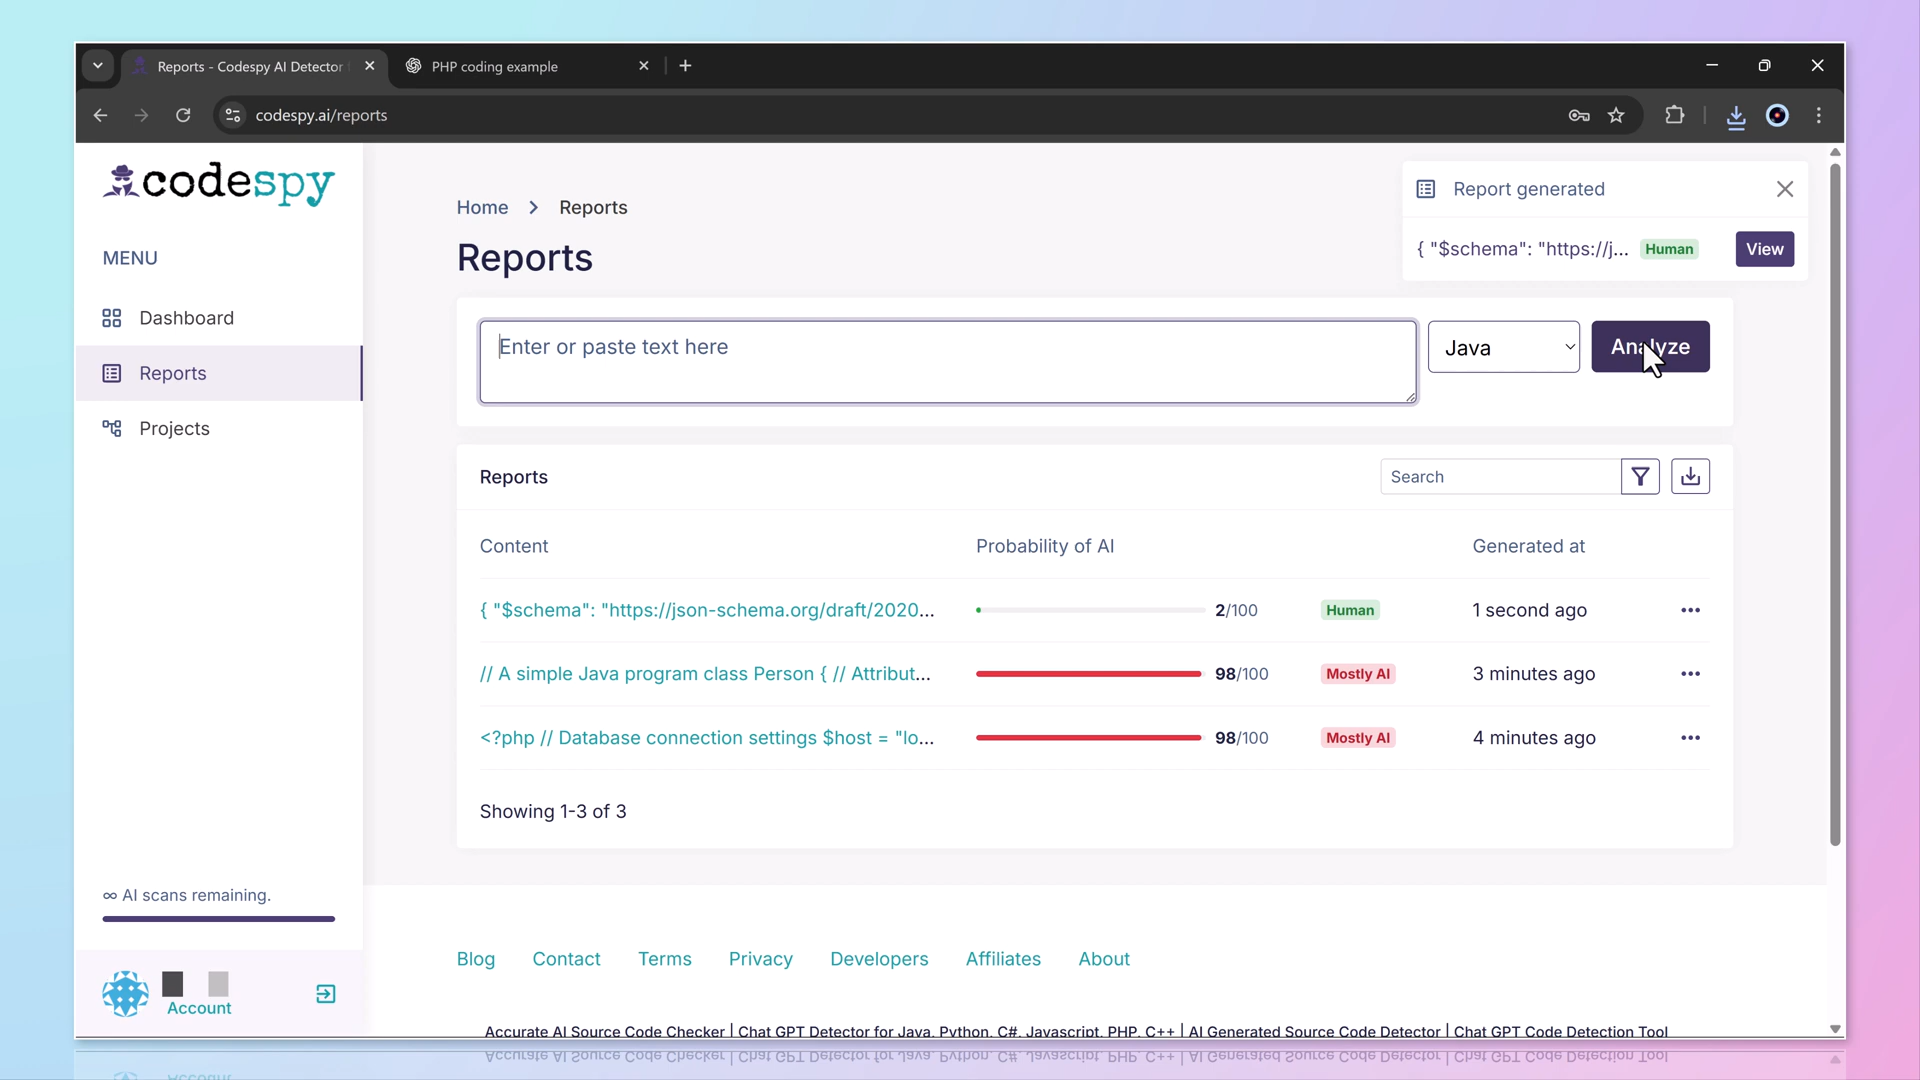 Reports - Codespy AI Detector
PHP coding example
codespy.ai/reports
codespy
MENU
Dashboard
Reports
Projects
∞ AI scans remaining.
Account
Home > Reports
Reports
Report generated
{ "$schema": "https://j... Human View
Enter or paste text here
Java
Analyze
Reports
Search
Content Probability of AI Generated at
{ "$schema": "https://json-schema.org/draft/2020... 2/100 Human 1 second ago
// A simple Java program class Person { // Attribut... 98/100 Mostly AI 3 minutes ago
<?php // Database connection settings $host = "lo... 98/100 Mostly AI 4 minutes ago
Showing 1-3 of 3
Blog Contact Terms Privacy Developers Affiliates About
Accurate AI Source Code Checker | Chat GPT Detector for Java, Python, C#, Javascript, PHP, C++ | AI Generated Source Code Detector | Chat GPT Code Detection Tool